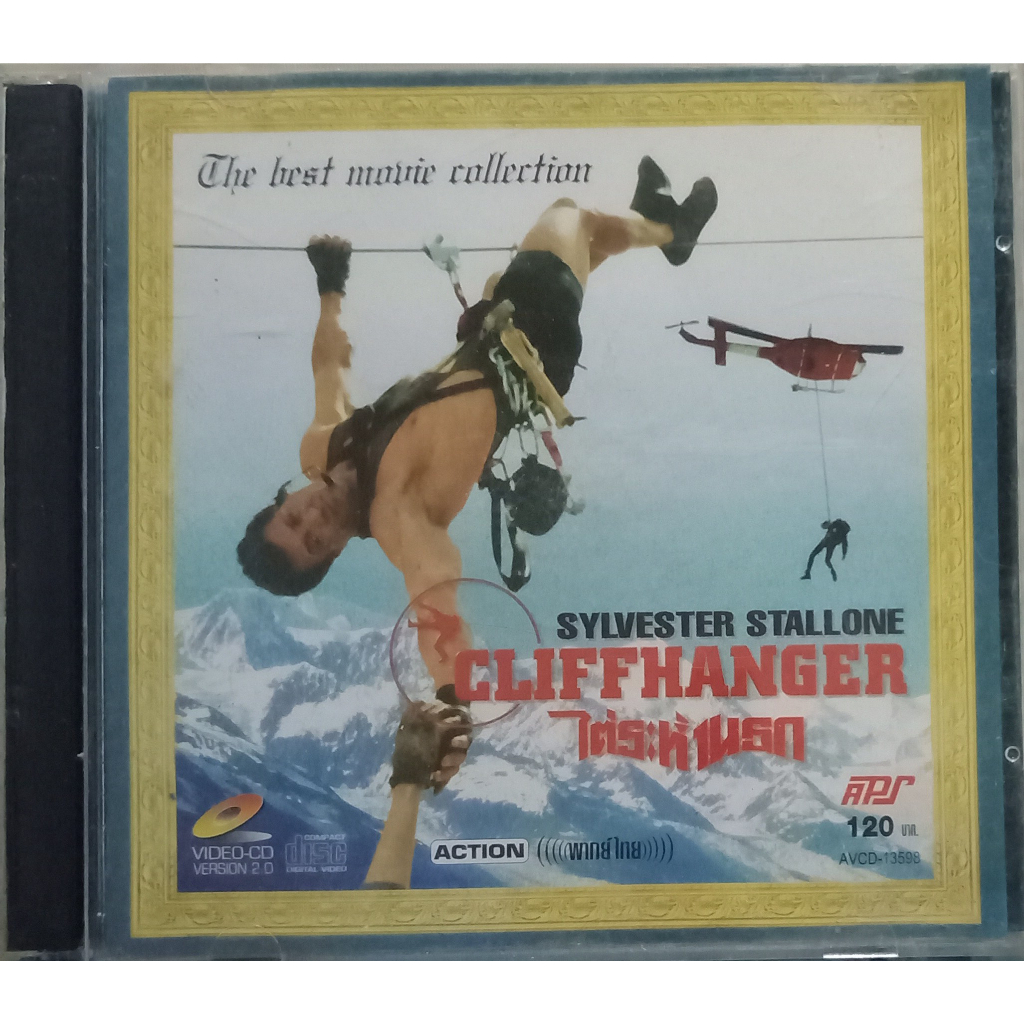 The best movie collection
SYLVESTER STALLONE
CLIFFHANGER
ไต่ระห่ำนรก
APS
120 บาท.
AVCD-13598
VIDEO-CD
VERSION 2.0
COMPACT
disc
DIGITAL VIDEO
ACTION ((((พากย์ไทย))))